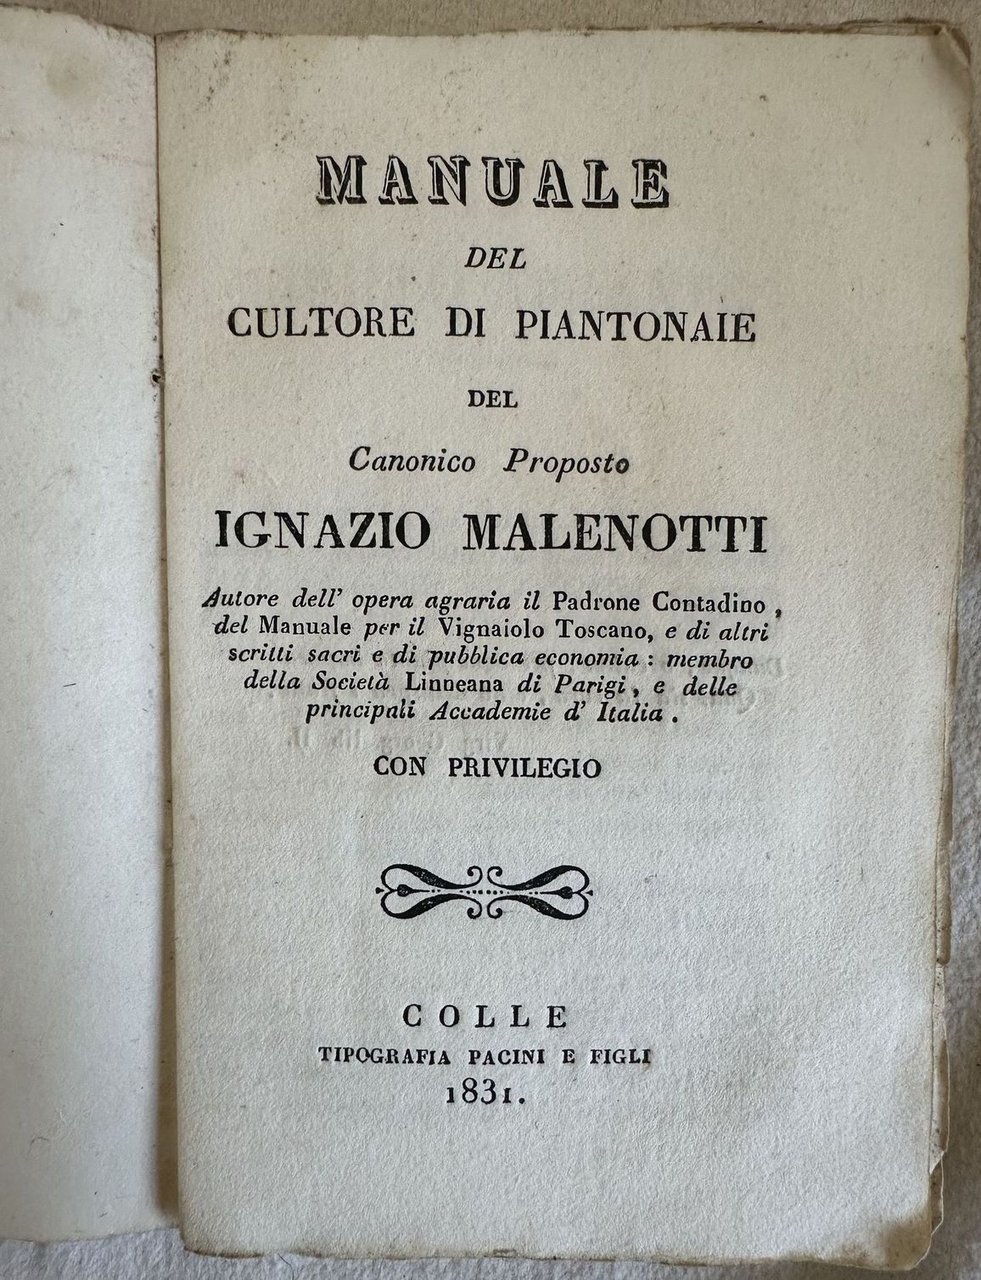 MANUALE
DEL
CULTORE DI PIANTONAIE
DEL
Canonico Proposto
IGNAZIO MALENOTTI
Autore dell' opera agraria il Padrone Contadino,
del Manuale per il Vignaiolo Toscano, e di altri
scritti sacri e di pubblica economia : membro
della Società Linneana di Parigi, e delle
principali Accademie d' Italia.
CON PRIVILEGIO
COLLE
TIPOGRAFIA PACINI E FIGLI
1831.